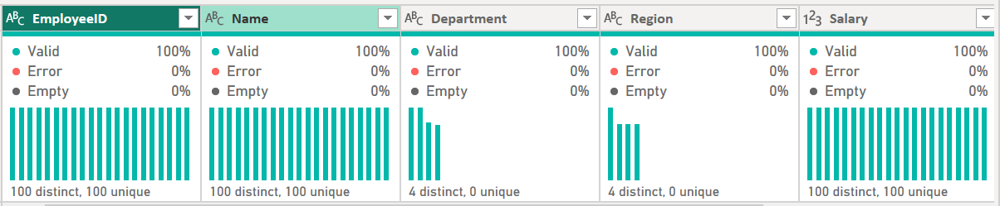 ABC EmployeeID ABC Name ABC Department ABC Region 123 Salary
Valid 100% Valid 100% Valid 100% Valid 100% Valid 100%
Error 0% Error 0% Error 0% Error 0% Error 0%
Empty 0% Empty 0% Empty 0% Empty 0% Empty 0%
100 distinct, 100 unique 100 distinct, 100 unique 4 distinct, 0 unique 4 distinct, 0 unique 100 distinct, 100 unique